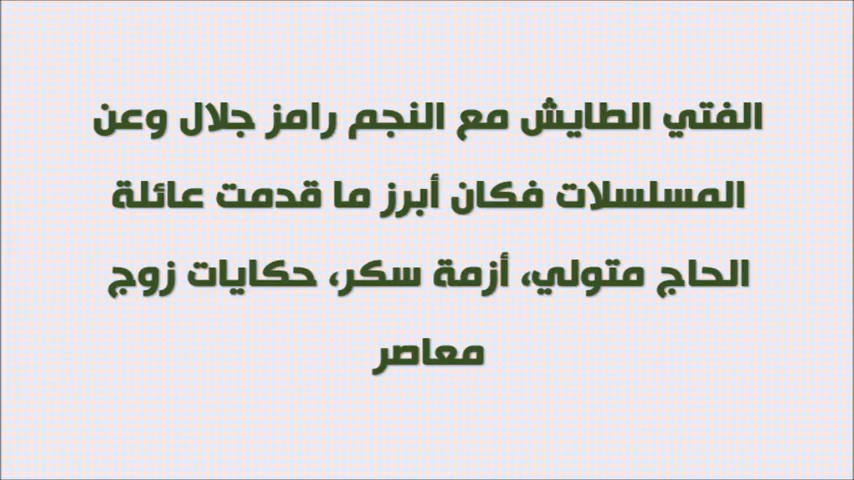 الفتي الطايش مع النجم رامز جلال وعن
المسلسلات فكان أبرز ما قدمت عائلة
الحاج متولي، أزمة سكر، حكايات زوج
معاصر